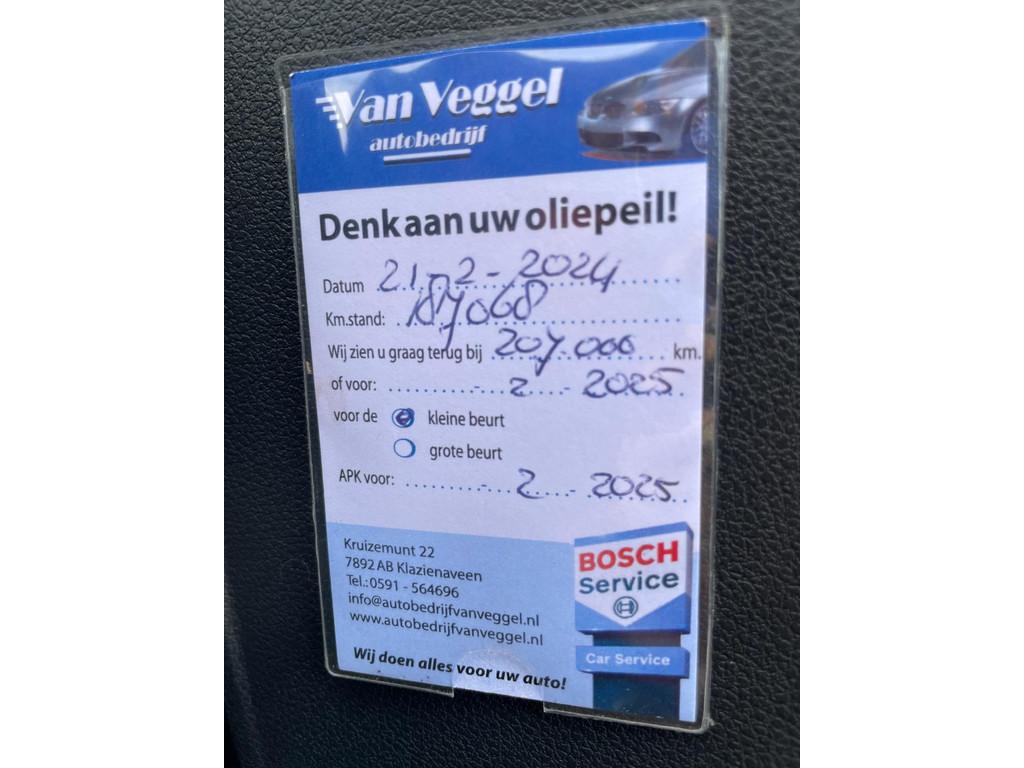 Van Veggel
autobedrijf
Denk aan uw oliepeil!
Datum 21-2-2024
Km.stand: 187068
Wij zien u graag terug bij 207.000 km.
of voor: - 2 - 2025
voor de kleine beurt
grote beurt
APK voor: - 2 - 2025
Kruizemunt 22
7892 AB Klazienaveen
Tel.: 0591 - 564696
info@autobedrijfvanveggel.nl
www.autobedrijfvanveggel.nl
Wij doen alles voor uw auto!
BOSCH
Service
Car Service